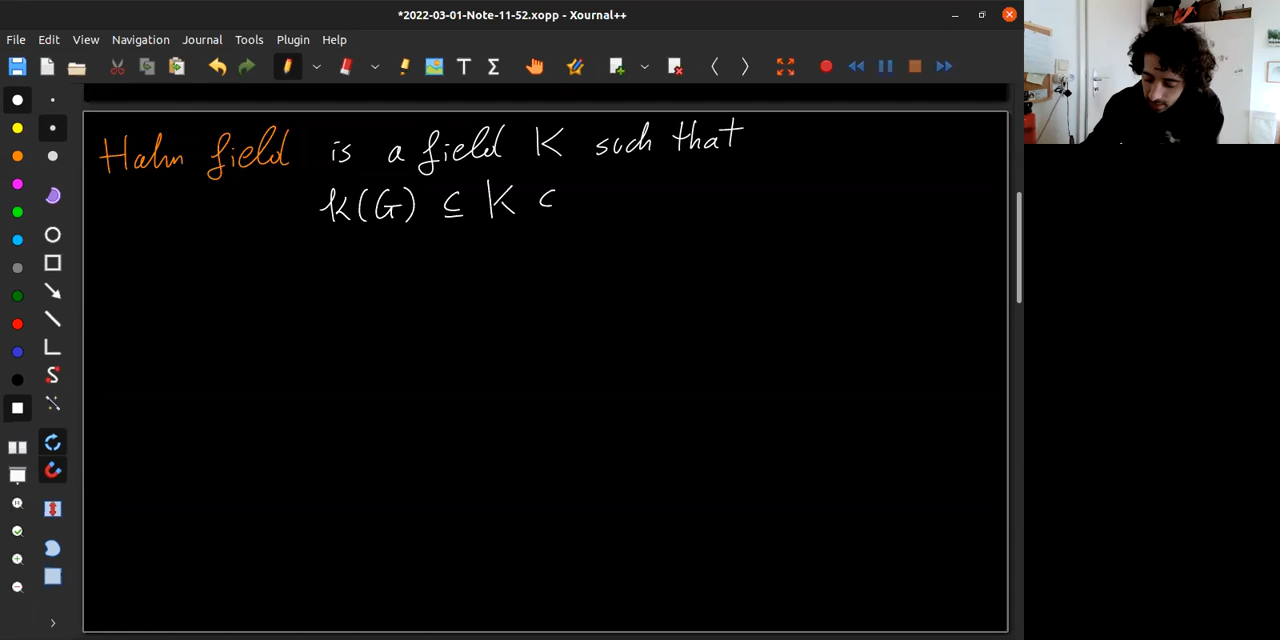 *2022-03-01-Note-11-52.xopp - Xournal++
File Edit View Navigation Journal Tools Plugin Help
Hahn field is a field K such that
k(G) ⊆ K ⊂